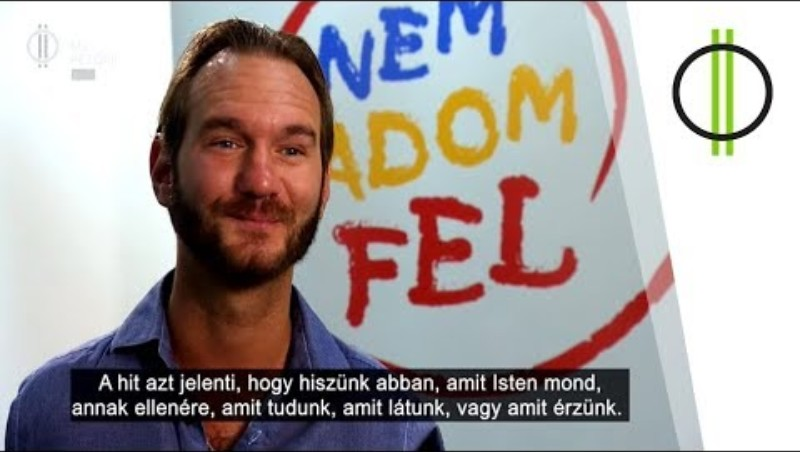 NEM
ADOM
FEL
A hit azt jelenti, hogy hiszünk abban, amit Isten mond,
annak ellenére, amit tudunk, amit látunk, vagy amit érzünk.